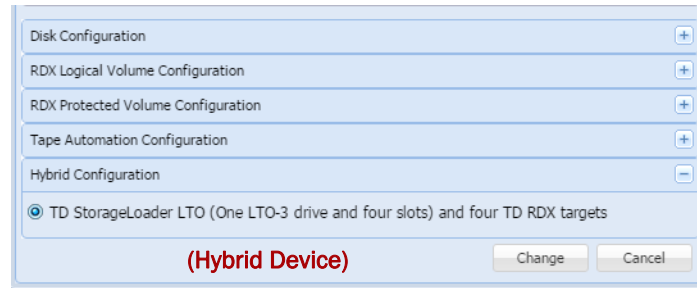 Disk Configuration
RDX Logical Volume Configuration
RDX Protected Volume Configuration
Tape Automation Configuration
Hybrid Configuration
TD StorageLoader LTO (One LTO-3 drive and four slots) and four TD RDX targets
(Hybrid Device)
Change Cancel